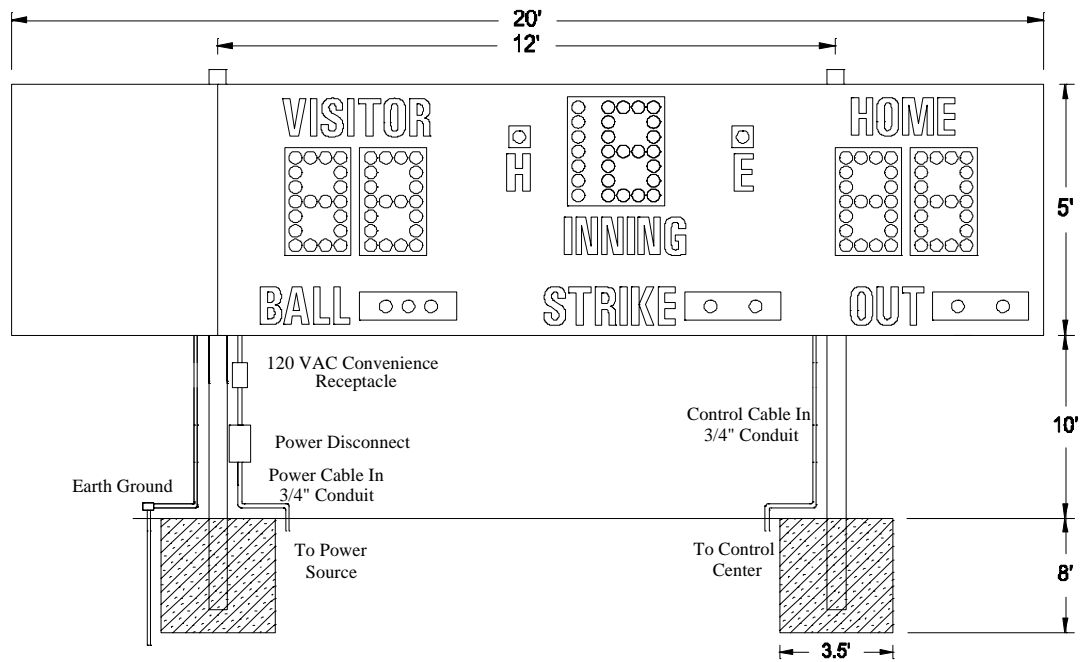 20'
12'
VISITOR
HOME
H
E
5'
INNING
BALL
STRIKE
OUT
120 VAC Convenience
Receptacle
Control Cable In
3/4" Conduit
10'
Power Disconnect
Power Cable In
3/4" Conduit
Earth Ground
To Power
Source
To Control
Center
8'
3.5'